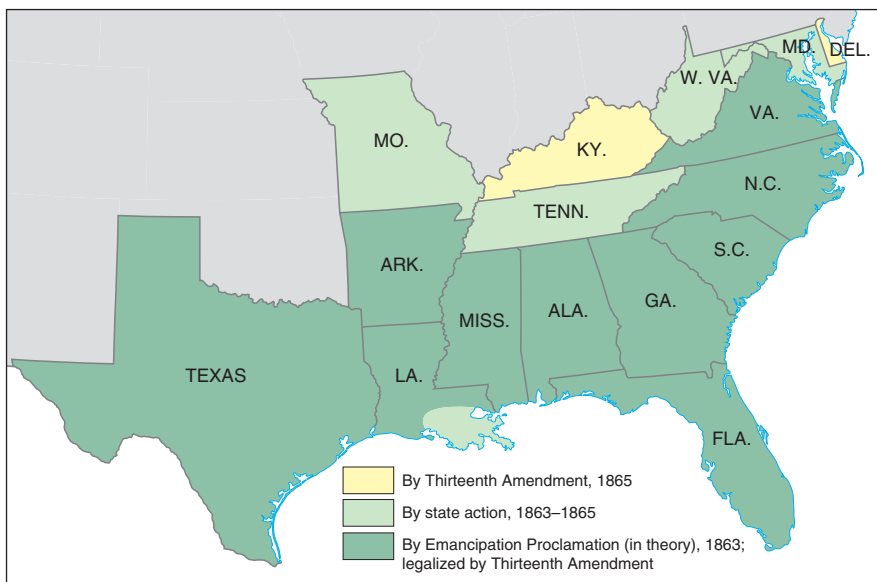 MD.
DEL.
W. VA.
VA.
MO.
KY.
N.C.
TENN.
S.C.
ARK.
MISS.
ALA.
GA.
TEXAS
LA.
FLA.
By Thirteenth Amendment, 1865
By state action, 1863–1865
By Emancipation Proclamation (in theory), 1863;
legalized by Thirteenth Amendment